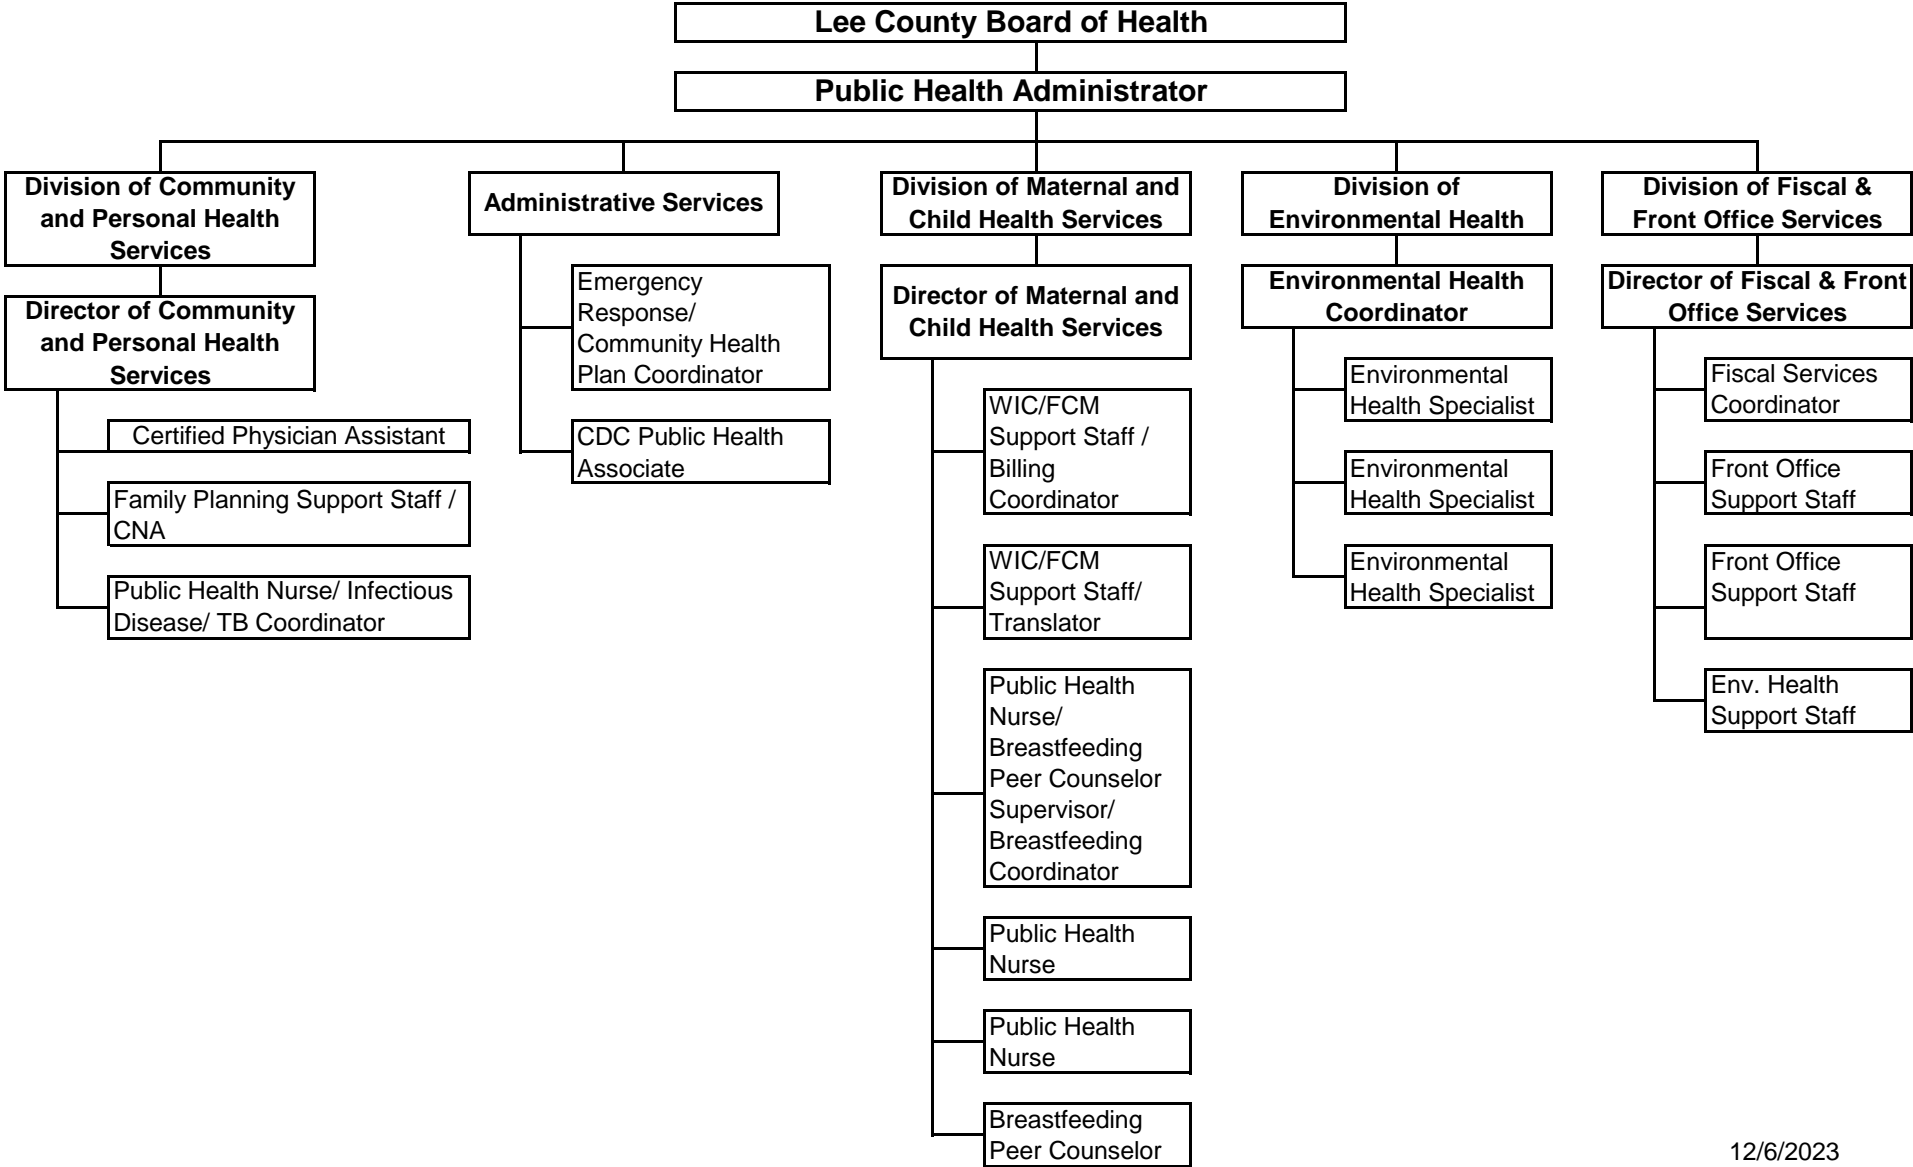 Lee County Board of Health
Public Health Administrator
Division of Community
and Personal Health
Services
Director of Community
and Personal Health
Services
Certified Physician Assistant
Family Planning Support Staff /
CNA
Public Health Nurse/ Infectious
Disease/ TB Coordinator
Administrative Services
Emergency
Response/
Community Health
Plan Coordinator
CDC Public Health
Associate
Division of Maternal and
Child Health Services
Director of Maternal and
Child Health Services
WIC/FCM
Support Staff /
Billing
Coordinator
WIC/FCM
Support Staff/
Translator
Public Health
Nurse/
Breastfeeding
Peer Counselor
Supervisor/
Breastfeeding
Coordinator
Public Health
Nurse
Public Health
Nurse
Breastfeeding
Peer Counselor
Division of
Environmental Health
Environmental Health
Coordinator
Environmental
Health Specialist
Environmental
Health Specialist
Environmental
Health Specialist
Division of Fiscal &
Front Office Services
Director of Fiscal & Front
Office Services
Fiscal Services
Coordinator
Front Office
Support Staff
Front Office
Support Staff
Env. Health
Support Staff
12/6/2023